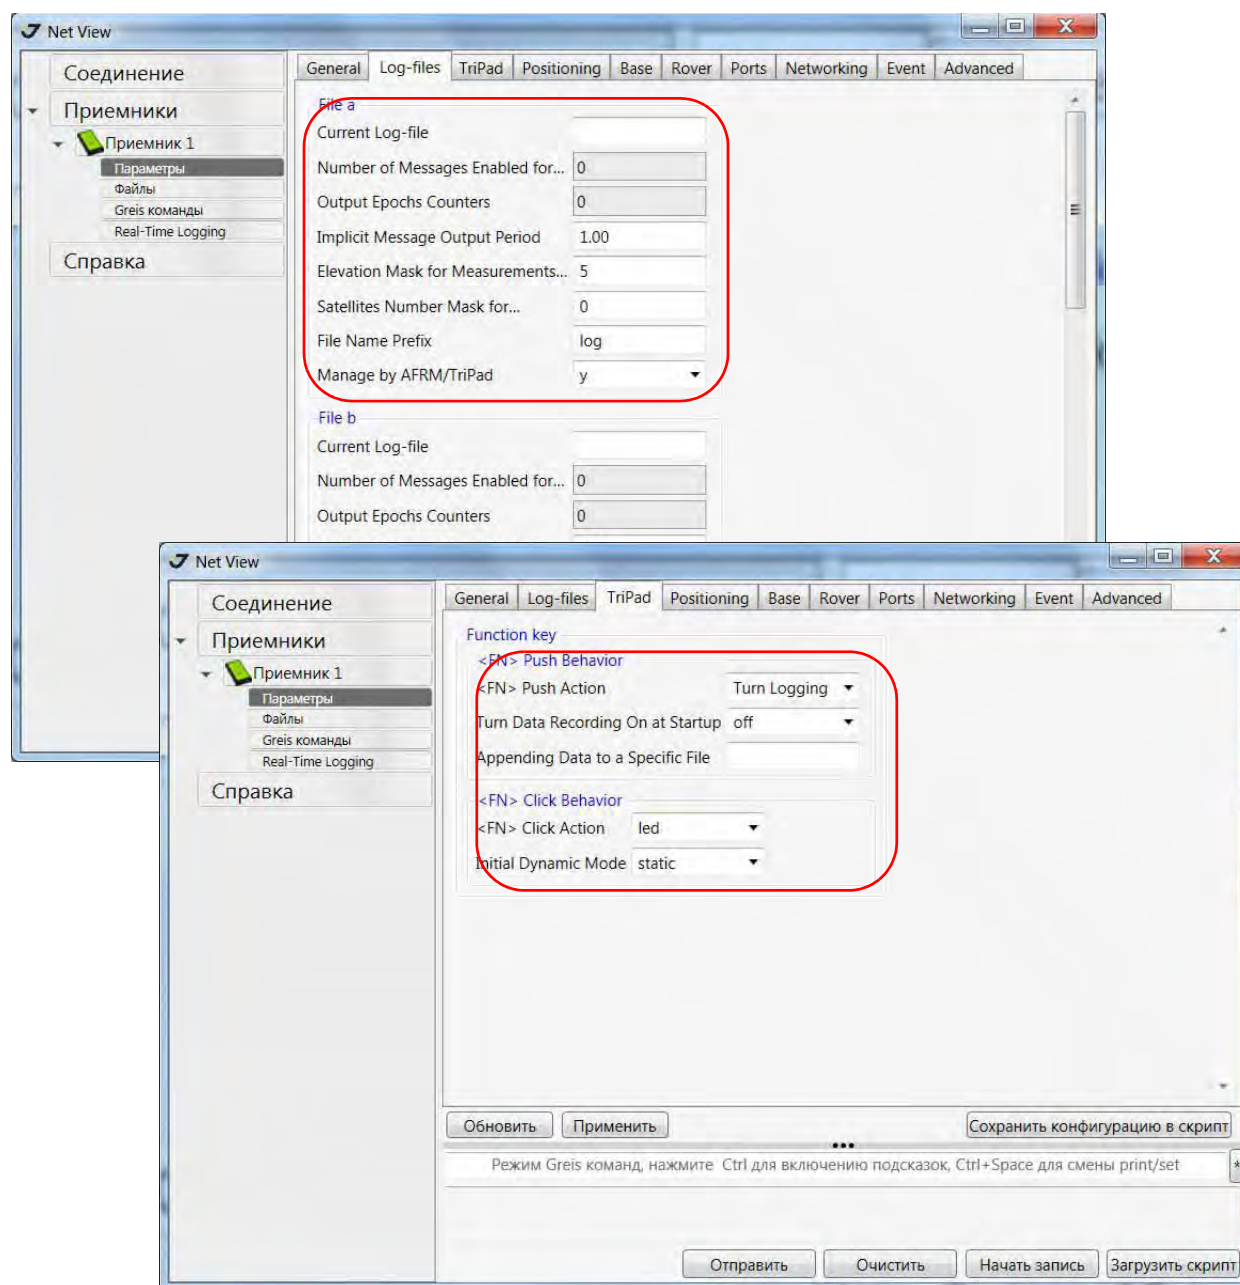 Net View
Соединение
Приемники
Приемник 1
Параметры
Файлы
Greis команды
Real-Time Logging
Справка
General Log-files TriPad Positioning Base Rover Ports Networking Event Advanced
File a
Current Log-file
Number of Messages Enabled for... 0
Output Epochs Counters 0
Implicit Message Output Period 1.00
Elevation Mask for Measurements... 5
Satellites Number Mask for... 0
File Name Prefix log
Manage by AFRM/TriPad y
File b
Current Log-file
Number of Messages Enabled for... 0
Output Epochs Counters 0
Net View
Соединение
Приемники
Приемник 1
Параметры
Файлы
Greis команды
Real-Time Logging
Справка
General Log-files TriPad Positioning Base Rover Ports Networking Event Advanced
Function key
<FN> Push Behavior
<FN> Push Action Turn Logging
Turn Data Recording On at Startup off
Appending Data to a Specific File
<FN> Click Behavior
<FN> Click Action led
Initial Dynamic Mode static
Обновить Применить Сохранить конфигурацию в скрипт
Режим Greis команд, нажмите Ctrl для включению подсказок, Ctrl+Space для смены print/set *
Отправить Очистить Начать запись Загрузить скрипт